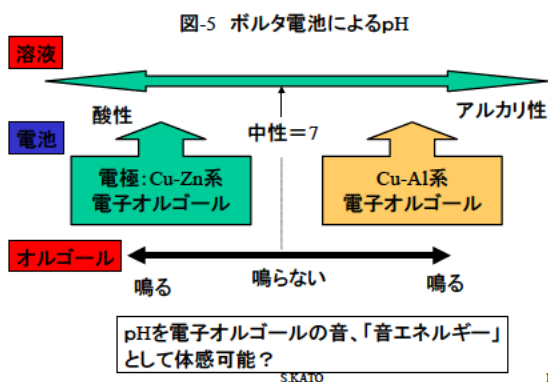 図-5 ボルタ電池によるpH
溶液
酸性
アルカリ性
中性=7
電池
電極:Cu-Zn系
電子オルゴール
Cu-Al系
電子オルゴール
オルゴール
鳴る
鳴らない
鳴る
pHを電子オルゴールの音、「音エネルギー」
として体感可能?
S.KATO